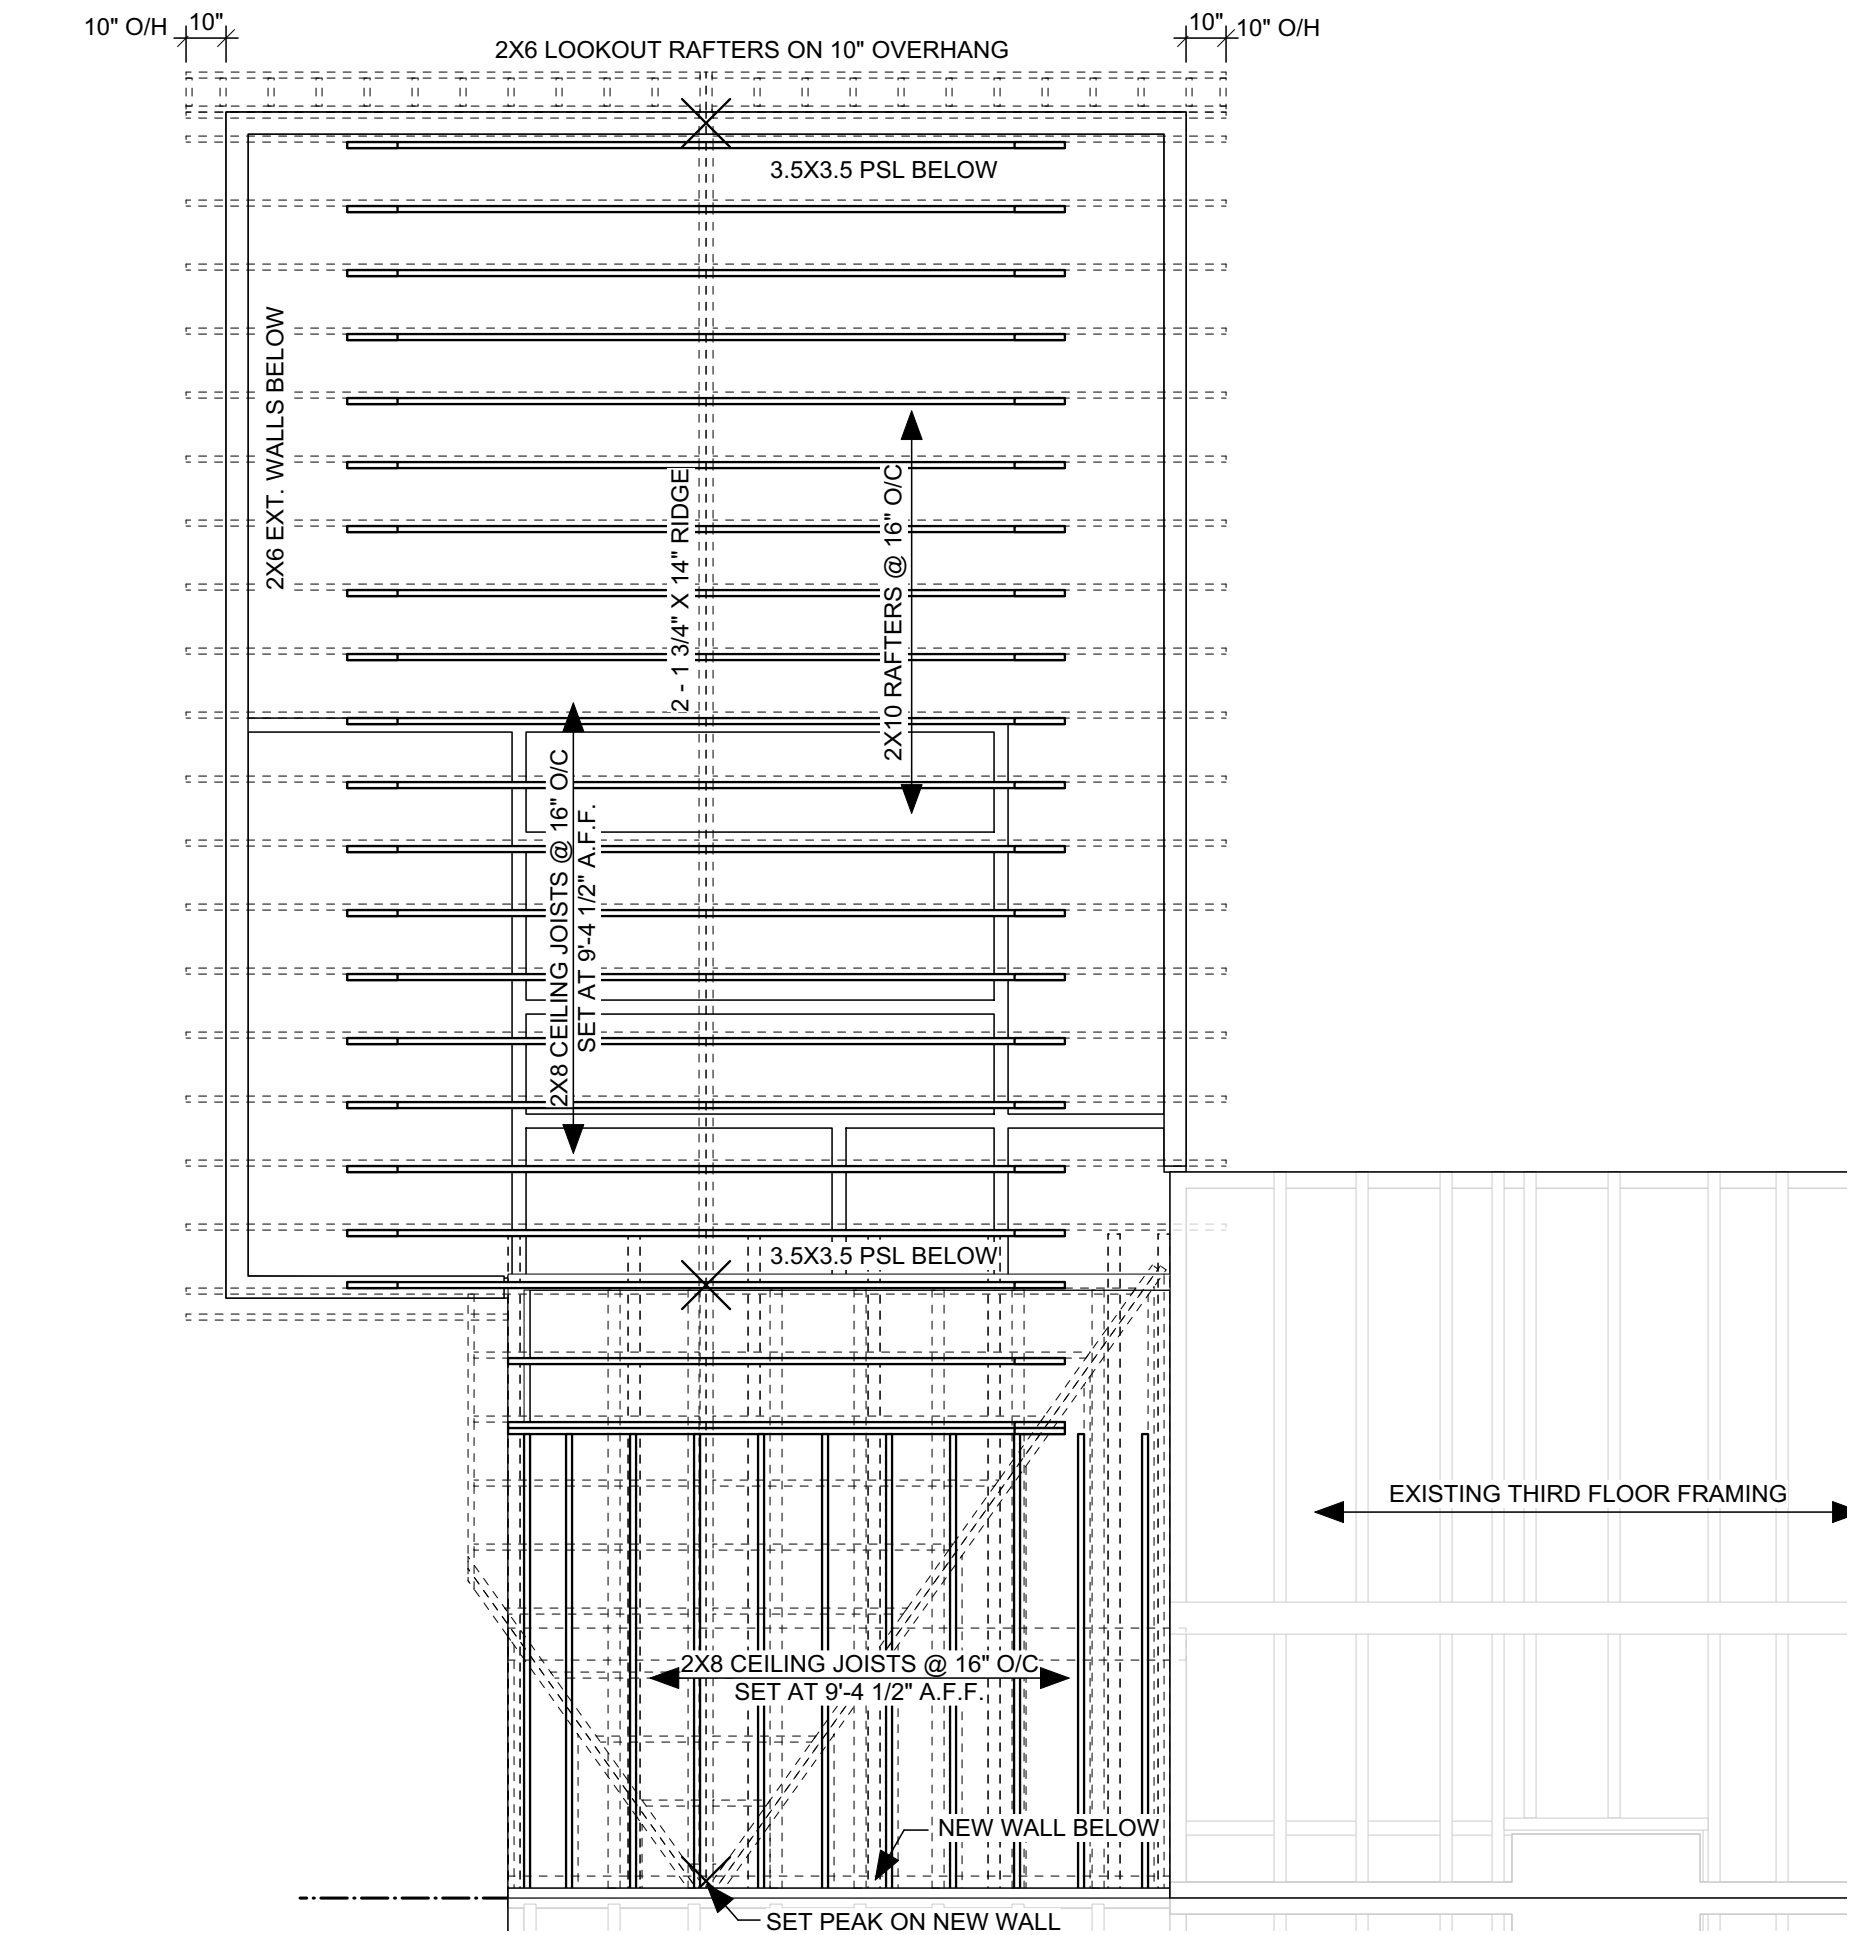 10" O/H
10"
10"
10" O/H
2X6 LOOKOUT RAFTERS ON 10" OVERHANG
3.5X3.5 PSL BELOW
2X6 EXT. WALLS BELOW
2 - 1 3/4" X 14" RIDGE
2X10 RAFTERS @ 16" O/C
2X8 CEILING JOISTS @ 16" O/C
SET AT 9'-4 1/2" A.F.F.
3.5X3.5 PSL BELOW
EXISTING THIRD FLOOR FRAMING
2X8 CEILING JOISTS @ 16" O/C
SET AT 9'-4 1/2" A.F.F.
NEW WALL BELOW
SET PEAK ON NEW WALL